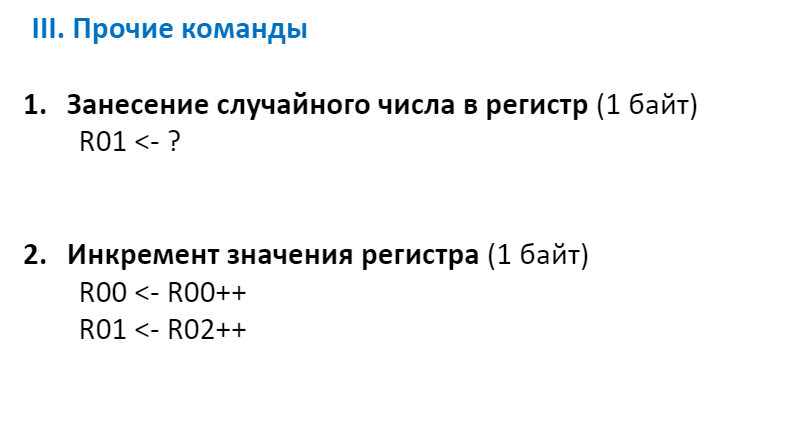 III. Прочие команды
1. Занесение случайного числа в регистр (1 байт)
R01 <- ?
2. Инкремент значения регистра (1 байт)
R00 <- R00++
R01 <- R02++